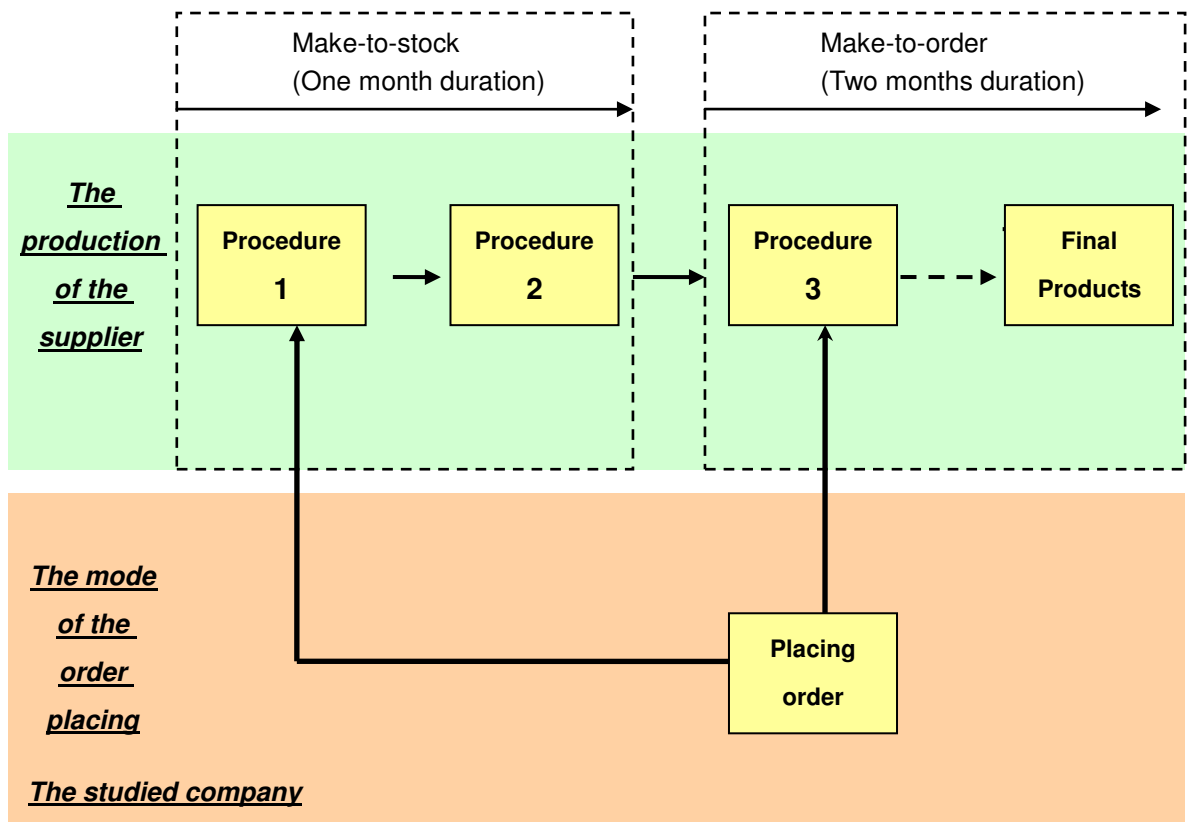 Make-to-stock
(One month duration)
Make-to-order
(Two months duration)
The
production
of the
supplier
Procedure
1
Procedure
2
Procedure
3
Final
Products
The mode
of the
order
placing
Placing
order
The studied company